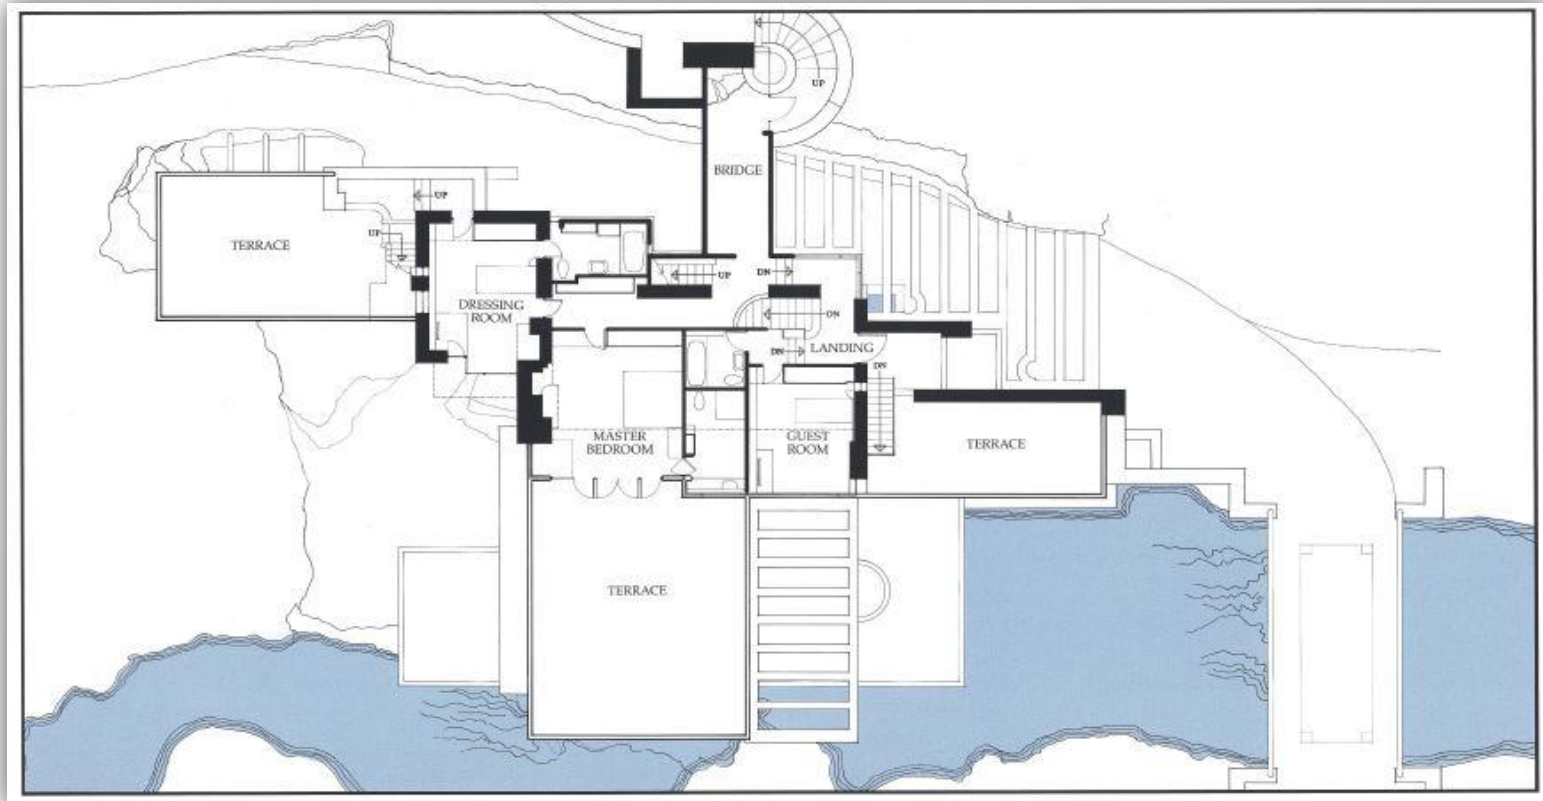 UP
BRIDGE
UP
UP
TERRACE
DN
UP
DRESSING
ROOM
DN
DN
LANDING
DN
MASTER
BEDROOM
GUEST
ROOM
TERRACE
TERRACE